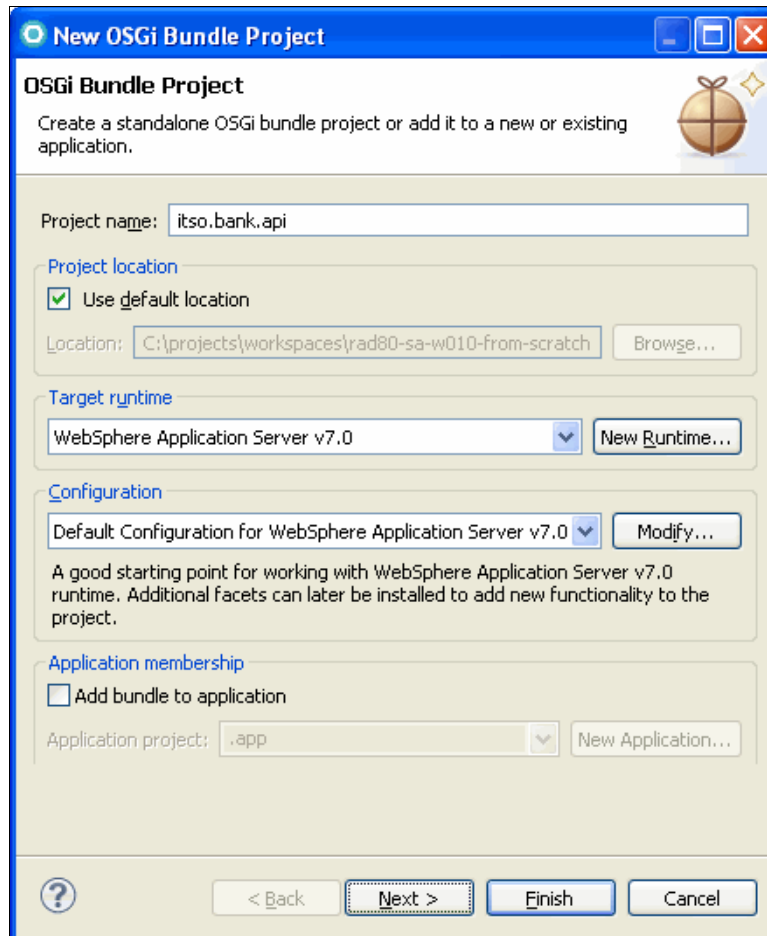 New OSGi Bundle Project
OSGi Bundle Project
Create a standalone OSGi bundle project or add it to a new or existing
application.
Project name: itso.bank.api
Project location
Use default location
Location: C:\projects\workspaces\rad80-sa-w010-from-scratch Browse...
Target runtime
WebSphere Application Server v7.0 New Runtime...
Configuration
Default Configuration for WebSphere Application Server v7.0 Modify...
A good starting point for working with WebSphere Application Server v7.0
runtime. Additional facets can later be installed to add new functionality to the
project.
Application membership
Add bundle to application
Application project: .app New Application...
? < Back Next > Finish Cancel